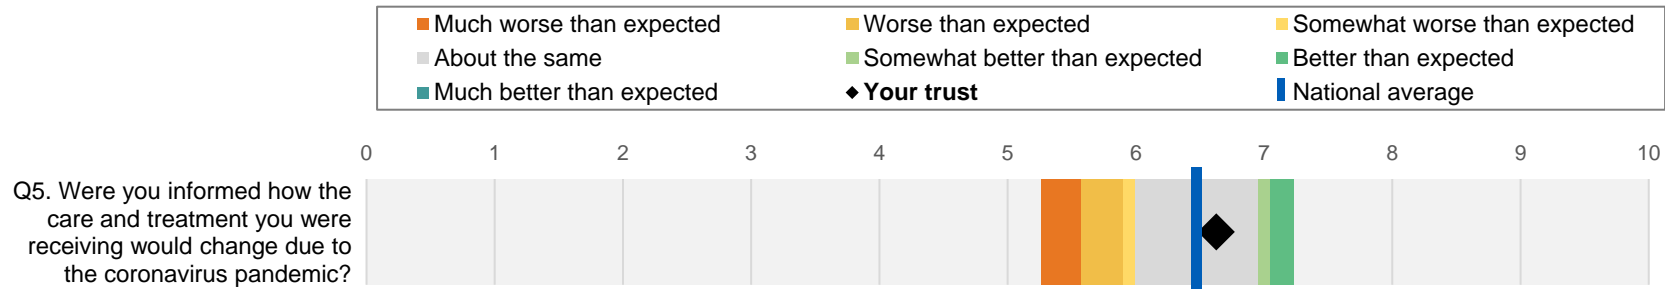 Much worse than expected Worse than expected Somewhat worse than expected
About the same Somewhat better than expected Better than expected
Much better than expected Your trust National average
0 1 2 3 4 5 6 7 8 9 10
Q5. Were you informed how the
care and treatment you were
receiving would change due to
the coronavirus pandemic?